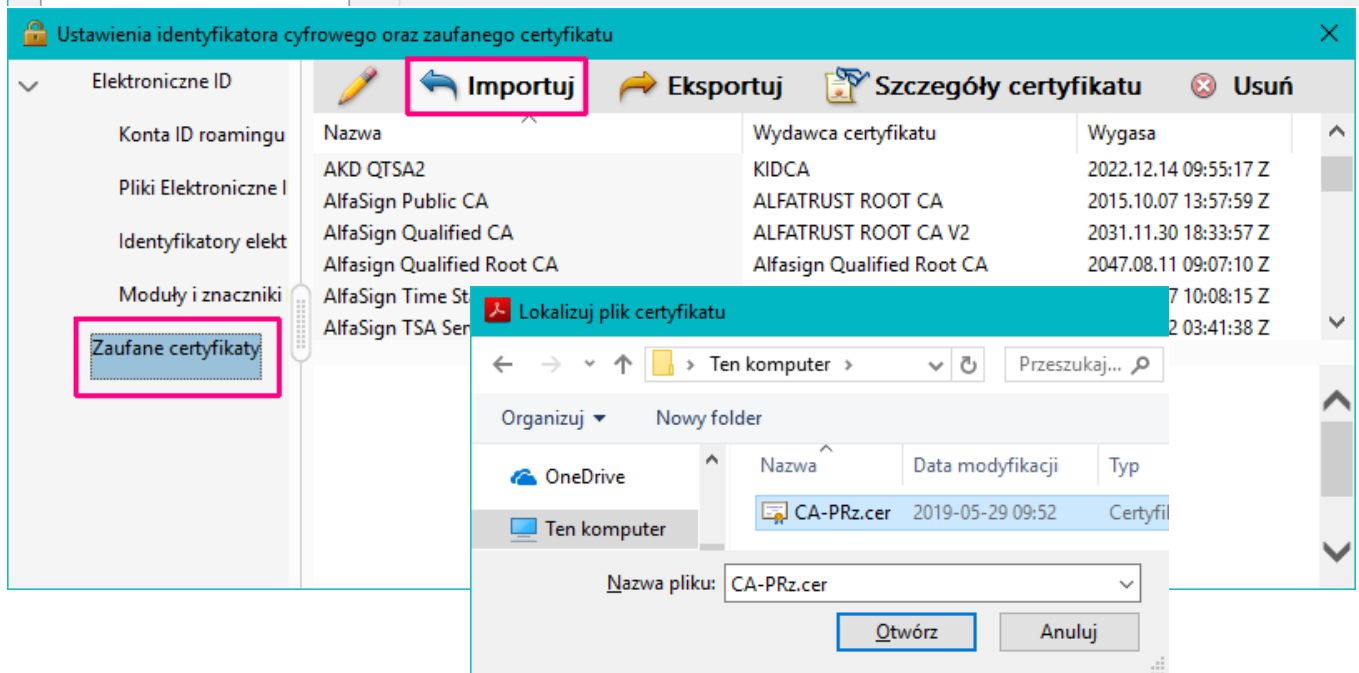 Ustawienia identyfikatora cyfrowego oraz zaufanego certyfikatu
Elektroniczne ID
Konta ID roamingu
Pliki Elektroniczne I
Identyfikatory elekt
Moduły i znaczniki
Zaufane certyfikaty
Importuj Eksportuj Szczegóły certyfikatu Usuń
Nazwa Wydawca certyfikatu Wygasa
AKD QTSA2 KIDCA 2022.12.14 09:55:17 Z
AlfaSign Public CA ALFATRUST ROOT CA 2015.10.07 13:57:59 Z
AlfaSign Qualified CA ALFATRUST ROOT CA V2 2031.11.30 18:33:57 Z
Alfasign Qualified Root CA Alfasign Qualified Root CA 2047.08.11 09:07:10 Z
AlfaSign Time St 7 10:08:15 Z
AlfaSign TSA Ser 2 03:41:38 Z
Lokalizuj plik certyfikatu
Ten komputer Przeszukaj...
Organizuj Nowy folder
OneDrive
Ten komputer
Nazwa Data modyfikacji Typ
CA-PRz.cer 2019-05-29 09:52 Certyfil
Nazwa pliku: CA-PRz.cer
Otwórz Anuluj